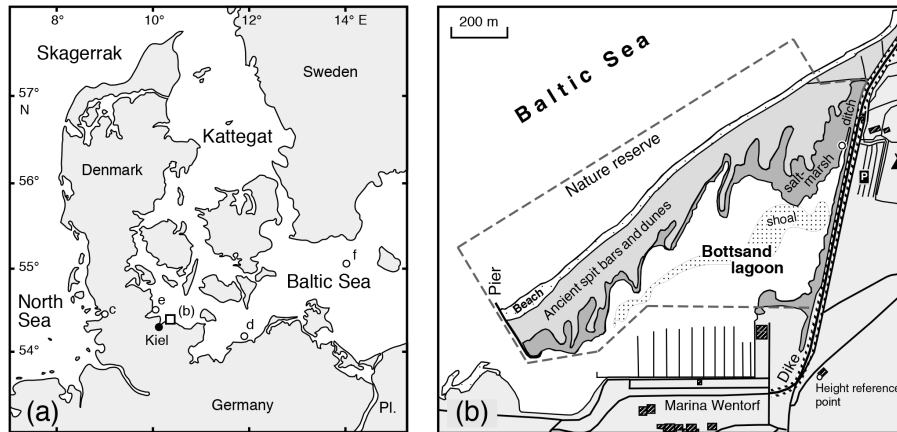 8°
10°
12°
14° E
Skagerrak
Sweden
57°
N
Kattegat
Denmark
56°
55°
f
Baltic Sea
North
Sea
c
e
(b)
Kiel
d
54°
(a)
Germany
Pl.
200 m
Baltic Sea
ditch
Nature reserve
salt-
marsh
P
shoal
Ancient spit bars and dunes
Bottsand
lagoon
Pier
Beach
Dike
Height reference
point
(b)
Marina Wentorf